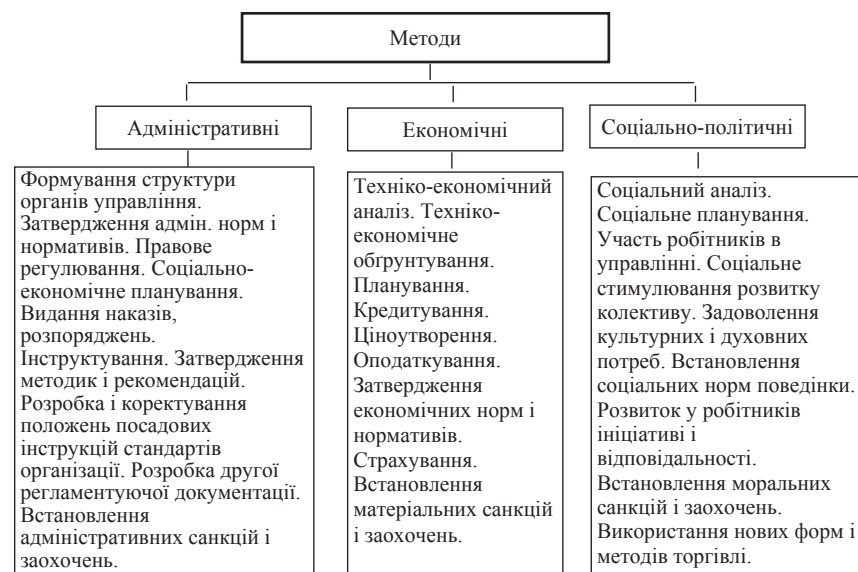 Методи
Адміністративні
Економічні
Соціально-політичні
Формування структури
органів управління.
Затвердження адмін. норм і
нормативів. Правове
регулювання. Соціально-
економічне планування.
Видання наказів,
розпоряджень.
Інструктування. Затвердження
методик і рекомендацій.
Розробка і коректування
положень посадових
інструкцій стандартів
організації. Розробка другої
регламентуючої документації.
Встановлення
адміністративних санкцій і
заохочень.
Техніко-економічний
аналіз. Техніко-
економічне
обґрунтування.
Планування.
Кредитування.
Ціноутворення.
Оподаткування.
Затвердження
економічних норм і
нормативів.
Страхування.
Встановлення
матеріальних санкцій
і заохочень.
Соціальний аналіз.
Соціальне планування.
Участь робітників в
управлінні. Соціальне
стимулювання розвитку
колективу. Задоволення
культурних і духовних
потреб. Встановлення
соціальних норм поведінки.
Розвиток у робітників
ініціативі і
відповідальності.
Встановлення моральних
санкцій і заохочень.
Використання нових форм і
методів торгівлі.